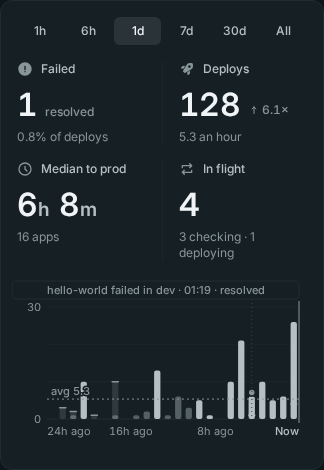 1h 6h 1d 7d 30d All
Failed
1 resolved
0.8% of deploys
Deploys
128 ↑ 6.1×
5.3 an hour
Median to prod
6h 8m
16 apps
In flight
4
3 checking · 1
deploying
hello-world failed in dev · 01:19 · resolved
30
avg 5.3
0
24h ago 16h ago 8h ago Now